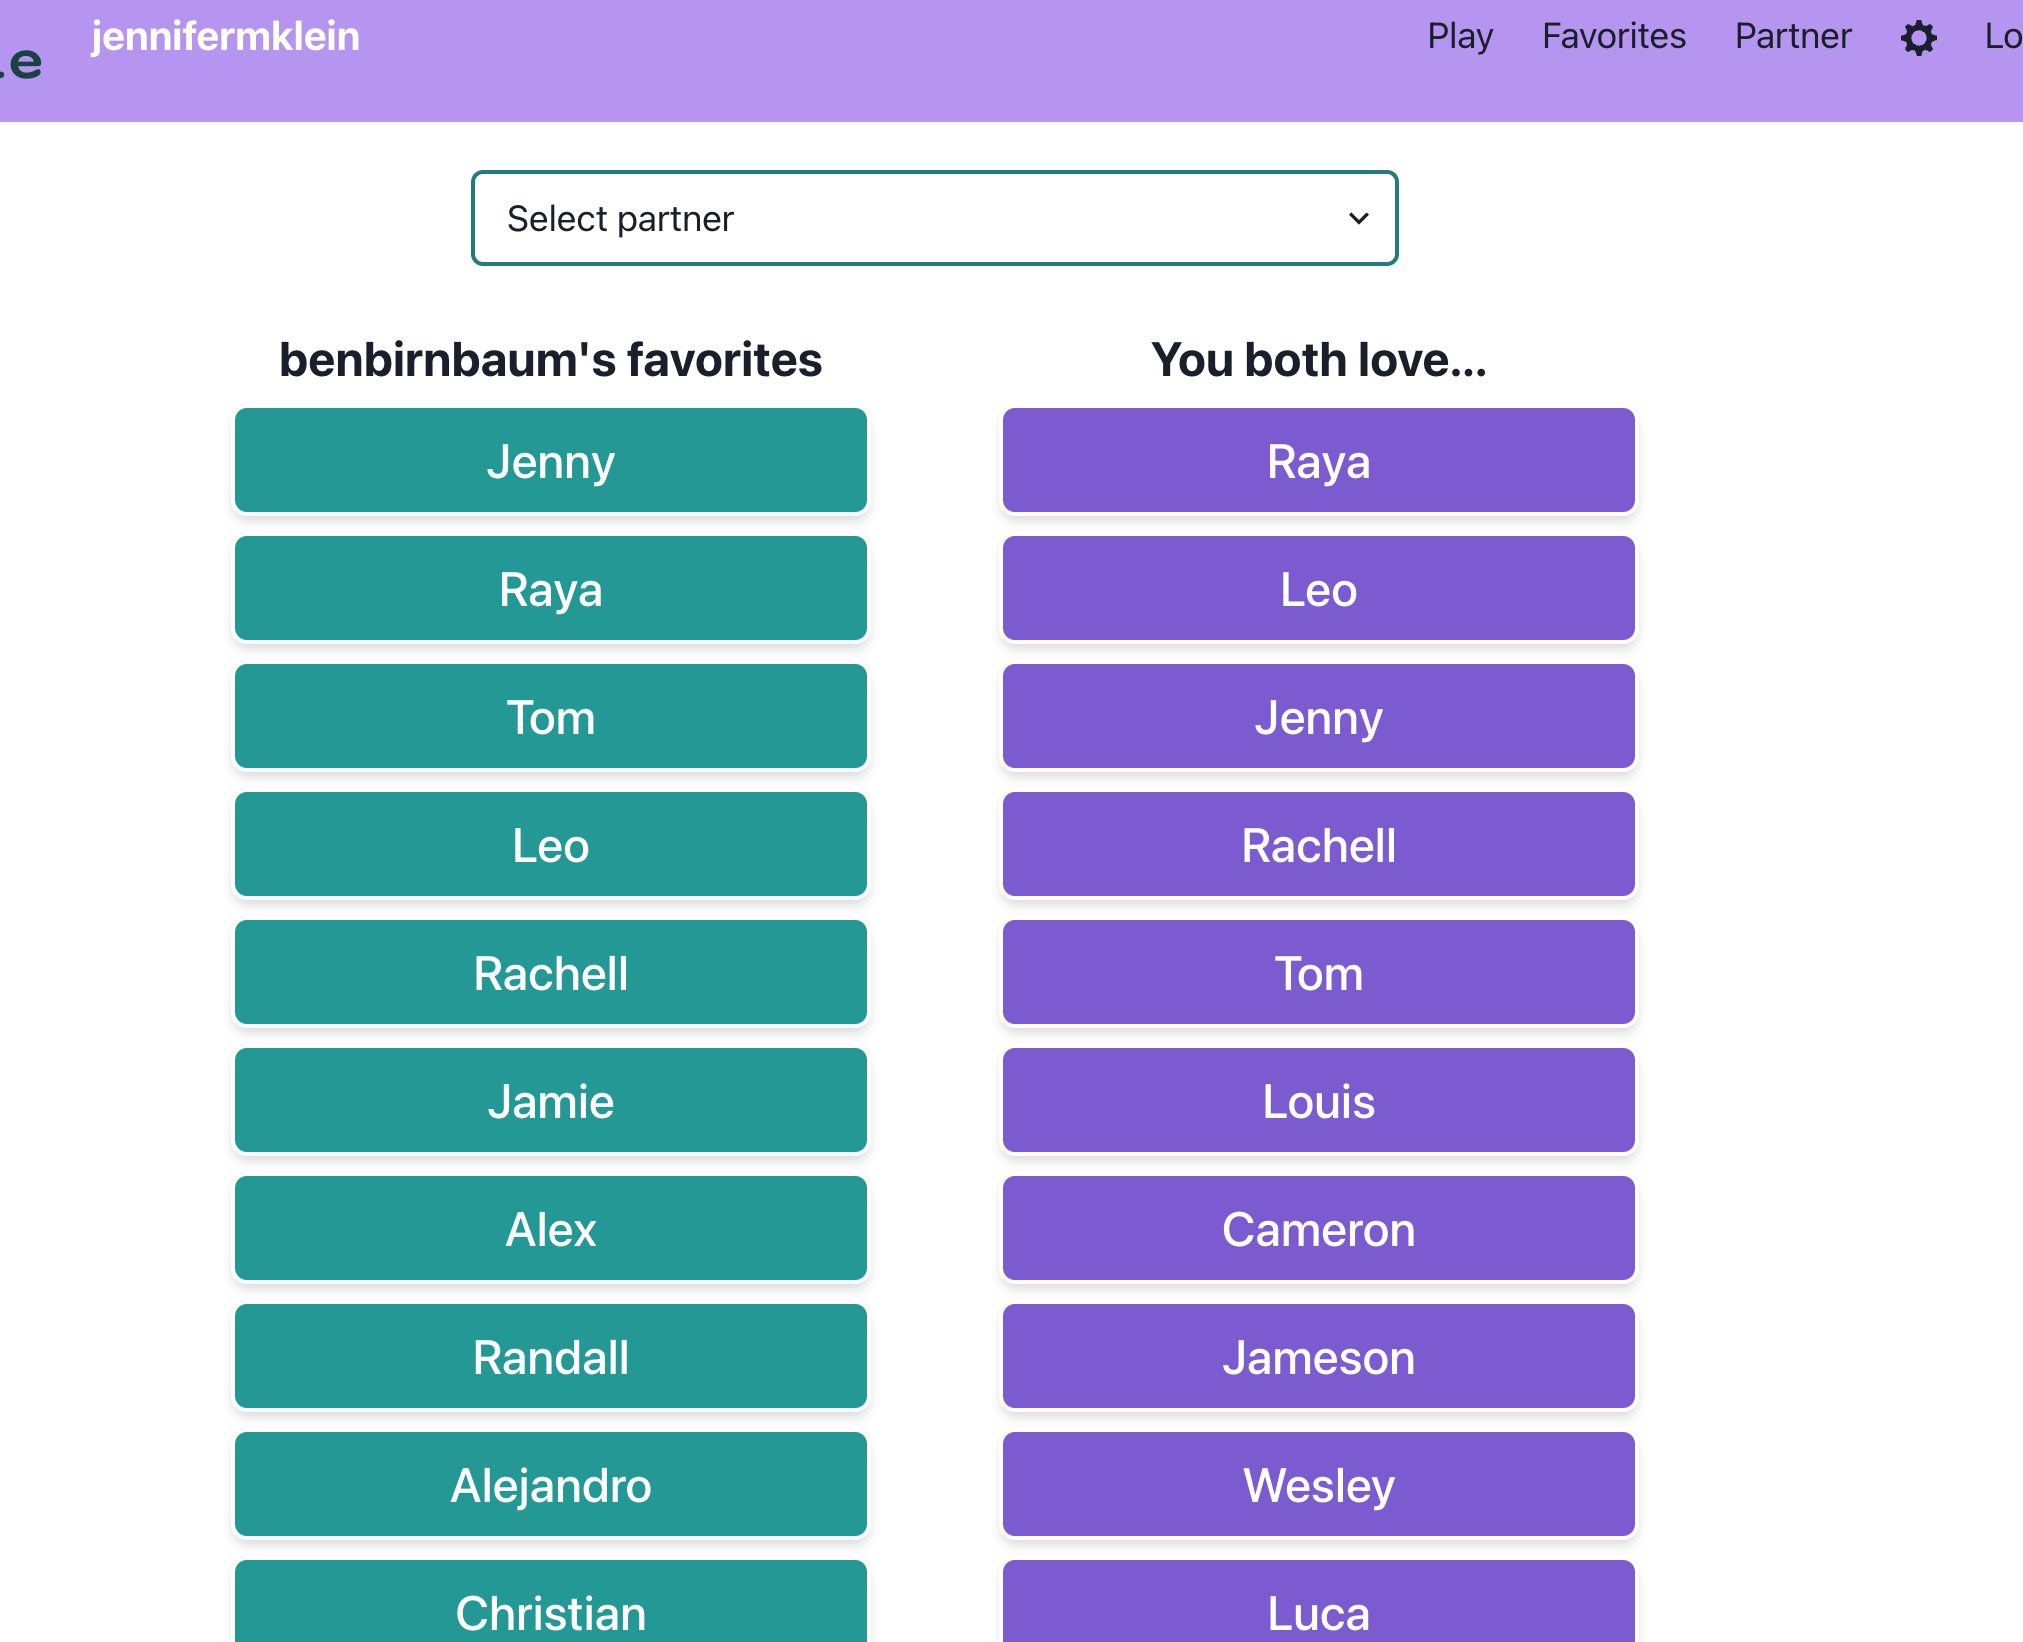 .e
jennifermklein
Play Favorites Partner Lo
Select partner
benbirnbaum's favorites
Jenny
Raya
Tom
Leo
Rachell
Jamie
Alex
Randall
Alejandro
Christian
You both love...
Raya
Leo
Jenny
Rachell
Tom
Louis
Cameron
Jameson
Wesley
Luca